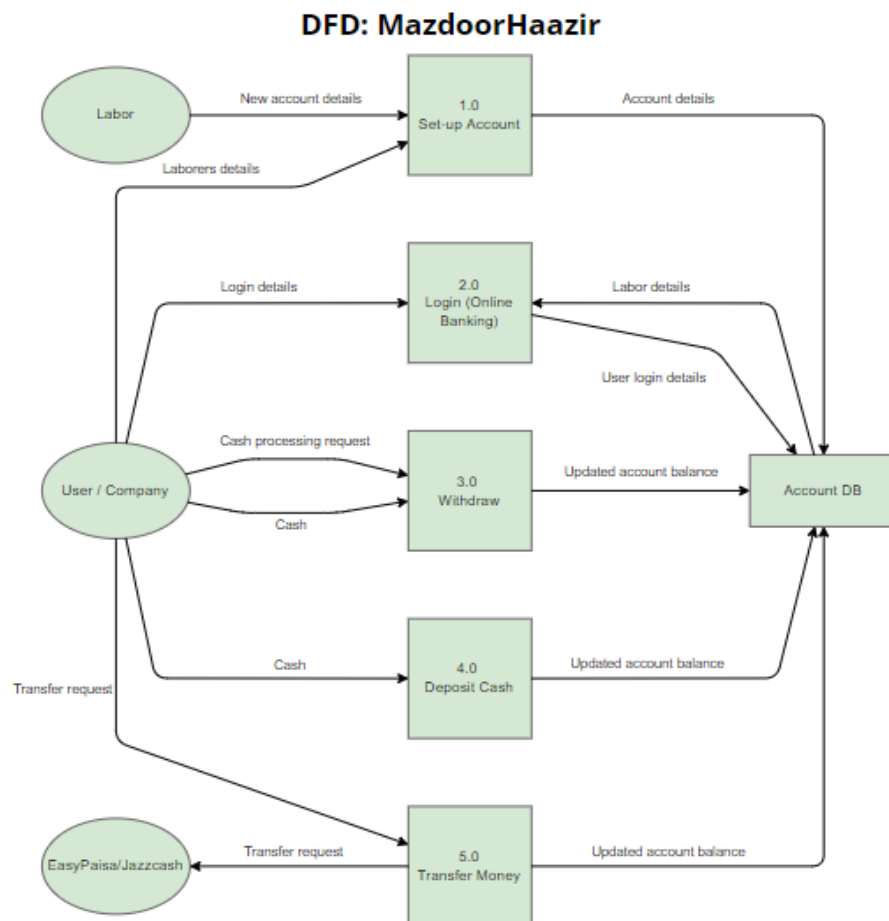 DFD: MazdoorHaazir
Labor
New account details
1.0
Set-up Account
Account details
Laborers details
Login details
2.0
Login (Online
Banking)
Labor details
User login details
User / Company
Cash processing request
Cash
3.0
Withdraw
Updated account balance
Account DB
Cash
4.0
Deposit Cash
Updated account balance
Transfer request
EasyPaisa/Jazzcash
Transfer request
5.0
Transfer Money
Updated account balance